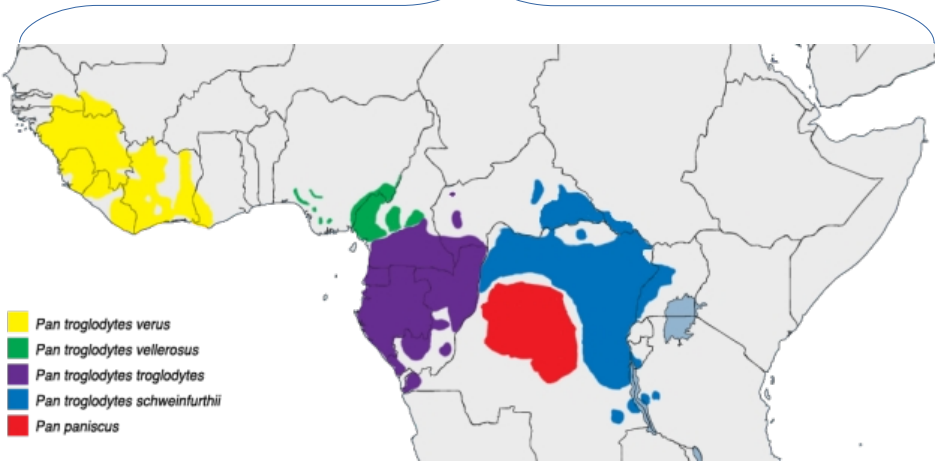 Pan troglodytes verus
Pan troglodytes vellerosus
Pan troglodytes troglodytes
Pan troglodytes schweinfurthii
Pan paniscus